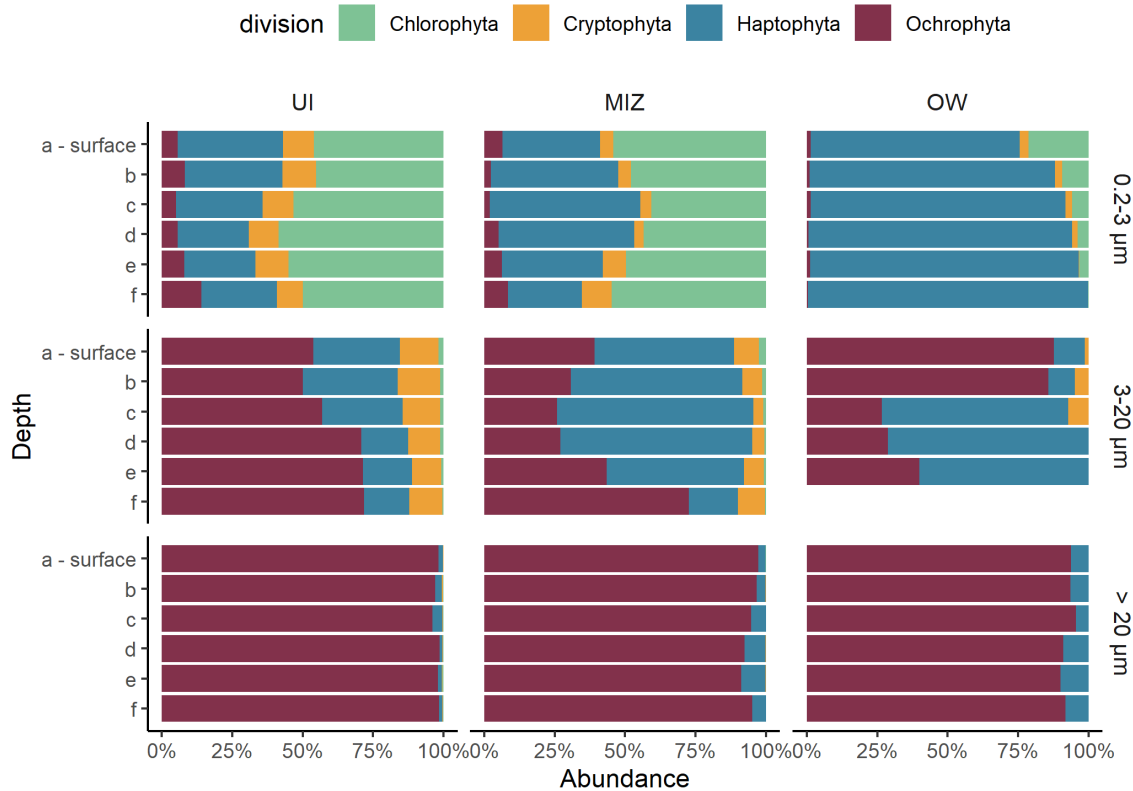 division Chlorophyta Cryptophyta Haptophyta Ochrophyta
UI MIZ OW
a - surface
b
c
d
e
f
0.2-3 µm
a - surface
b
c
d
e
f
3-20 µm
a - surface
b
c
d
e
f
> 20 µm
Depth
0% 25% 50% 75% 100% 0% 25% 50% 75% 100% 0% 25% 50% 75% 100%
Abundance